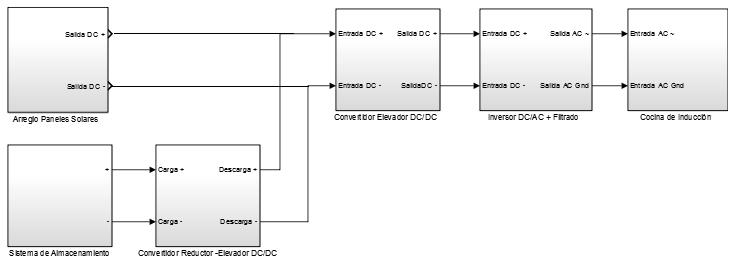 Salida DC +
Salida DC -
Arreglo Paneles Solares
Entrada DC +
Salida DC +
Entrada DC -
SalidaDC -
Convertidor Elevador DC/DC
Entrada DC +
Salida AC ~
Entrada DC -
Salida AC Gnd
Inversor DC/AC + Filtrado
Entrada AC ~
Entrada AC Gnd
Cocina de Inducción
+
-
Sistema de Almacenamiento
Carga +
Descarga +
Carga -
Descarga -
Convertidor Reductor -Elevador DC/DC